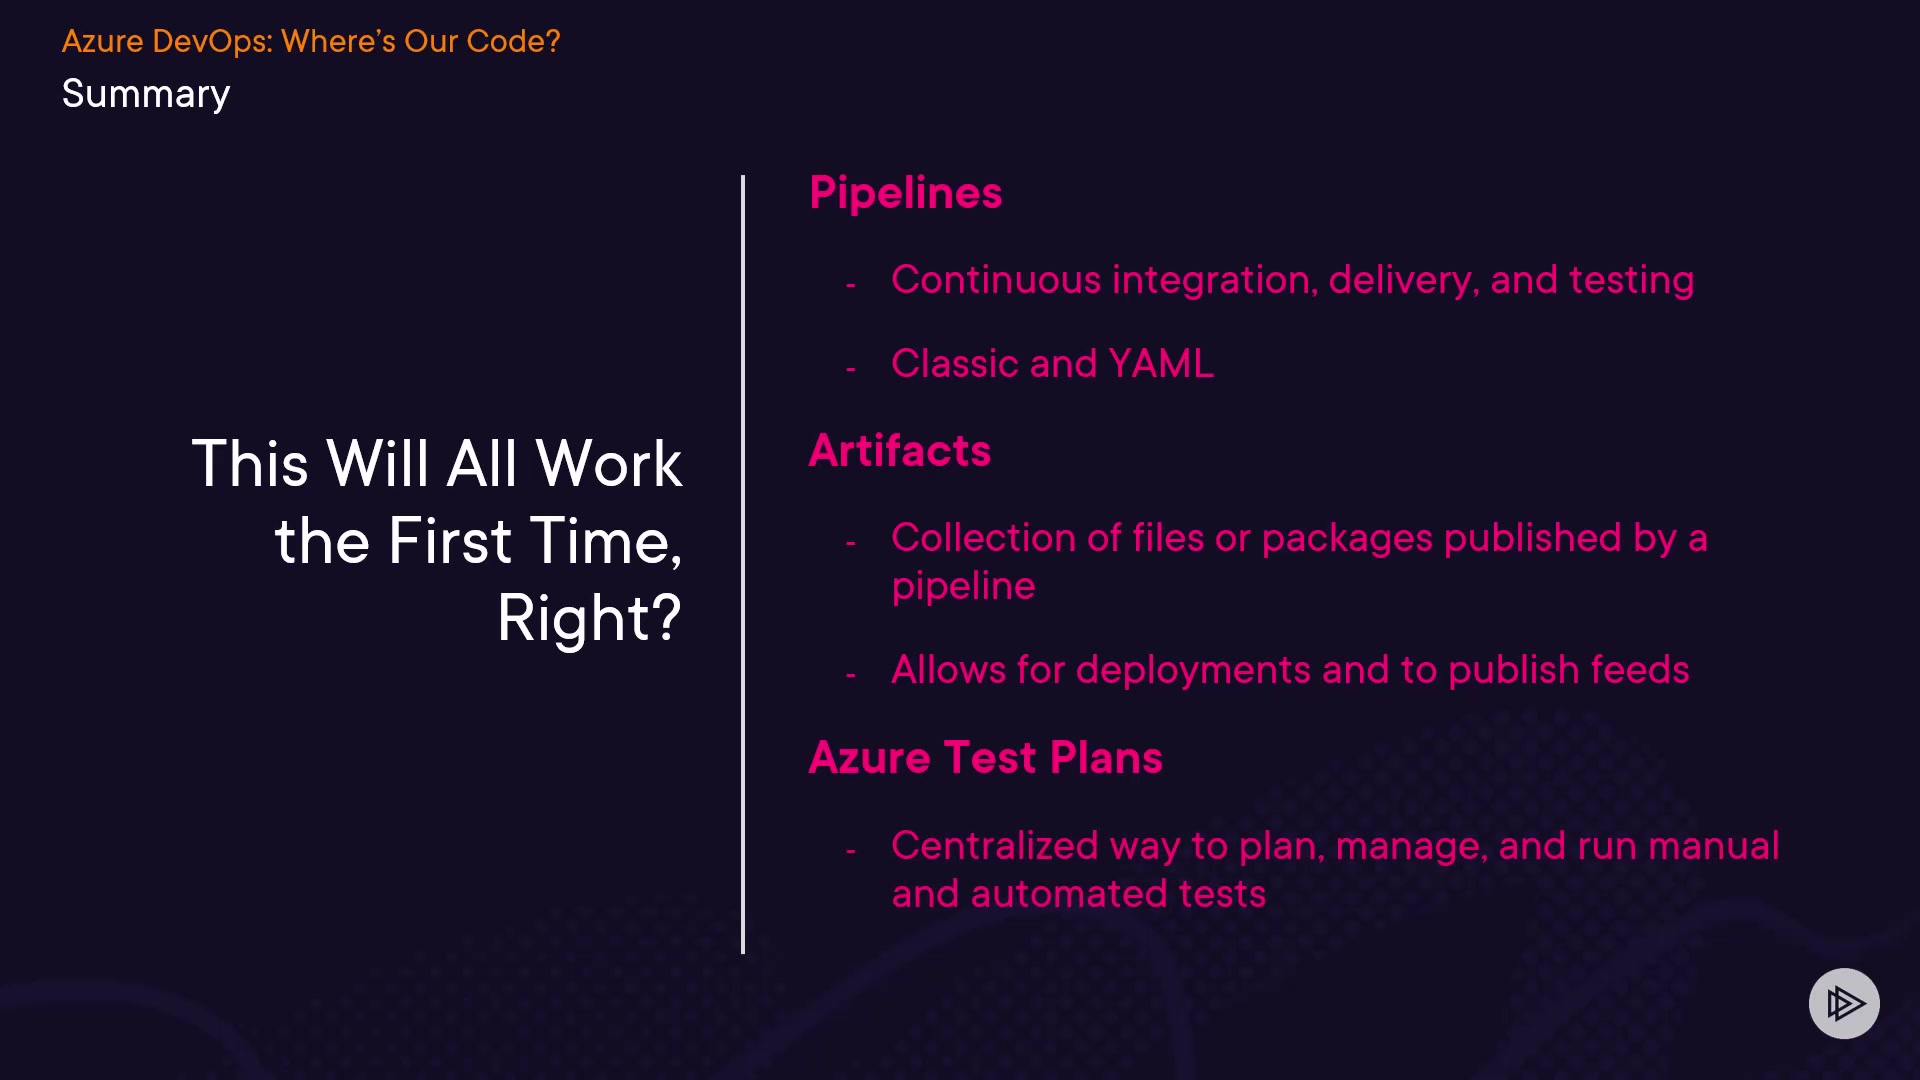 Azure DevOps: Where’s Our Code?
Summary
This Will All Work
the First Time,
Right?
Pipelines
- Continuous integration, delivery, and testing
- Classic and YAML
Artifacts
- Collection of files or packages published by a
pipeline
- Allows for deployments and to publish feeds
Azure Test Plans
- Centralized way to plan, manage, and run manual
and automated tests